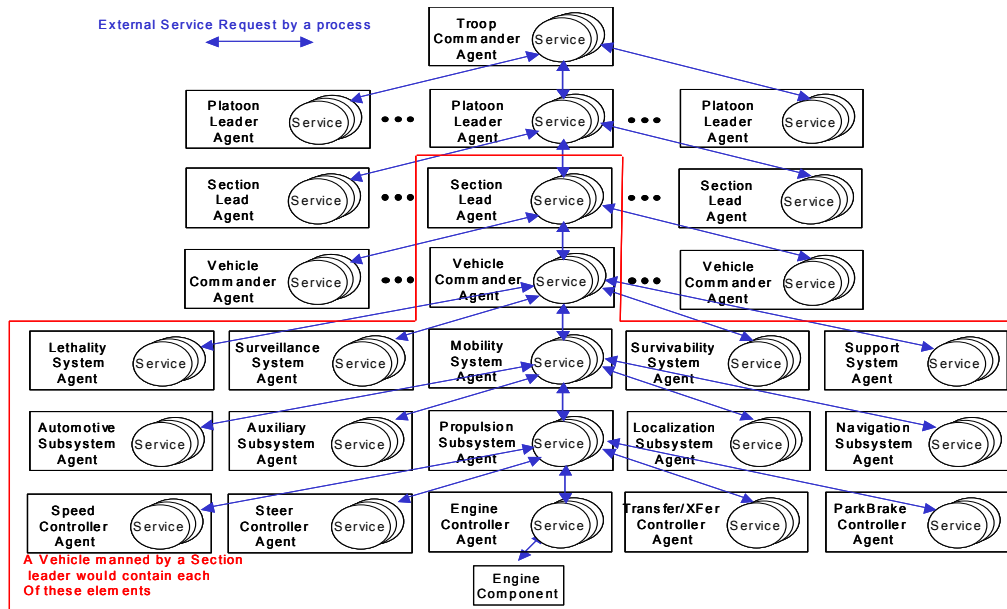 External Service Request by a process
Troop
Commander
Agent
Service
Platoon
Leader
Agent
Service
Platoon
Leader
Agent
Service
Platoon
Leader
Agent
Service
Section
Lead
Agent
Service
Section
Lead
Agent
Service
Section
Lead
Agent
Service
Vehicle
Commander
Agent
Service
Vehicle
Commander
Agent
Service
Vehicle
Commander
Agent
Service
Lethality
System
Agent
Service
Surveillance
System
Agent
Service
Mobility
System
Agent
Service
Survivability
System
Agent
Service
Support
System
Agent
Service
Automotive
Subsystem
Agent
Service
Auxiliary
Subsystem
Agent
Service
Propulsion
Subsystem
Agent
Service
Localization
Subsystem
Agent
Service
Navigation
Subsystem
Agent
Service
Speed
Controller
Agent
Service
Steer
Controller
Agent
Service
Engine
Controller
Agent
Service
Transfer/XFer
Controller
Agent
Service
ParkBrake
Controller
Agent
Service
A Vehicle manned by a Section
leader would contain each
Of these elements
Engine
Component